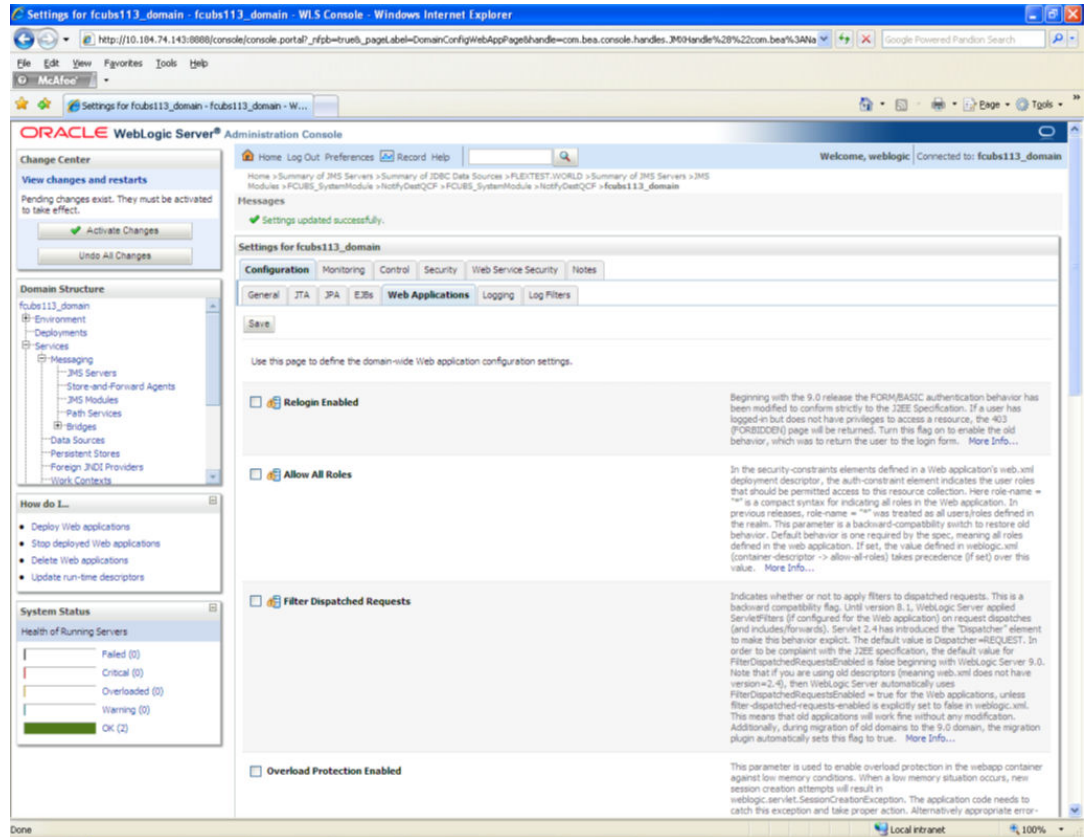 Settings for fcubs113_domain - fcubs113_domain - WLS Console - Windows Internet Explorer
http://10.184.74.143:8888/console/console.portal?_nfpb=true&_pageLabel=DomainConfigWebAppPage&handle=com.bea.console.handles.JMXHandle%28%22com.bea%3ANa
Google Powered Pandion Search
File Edit View Favorites Tools Help
McAfee
Settings for fcubs113_domain - fcubs113_domain - W...
Page Tools
ORACLE WebLogic Server® Administration Console
Change Center
View changes and restarts
Pending changes exist. They must be activated
to take effect.
Activate Changes
Undo All Changes
Domain Structure
fcubs113_domain
Environment
Deployments
Services
Messaging
JMS Servers
Store-and-Forward Agents
JMS Modules
Path Services
Bridges
Data Sources
Persistent Stores
Foreign JNDI Providers
Work Contexts
How do I...
Deploy Web applications
Stop deployed Web applications
Delete Web applications
Update run-time descriptors
System Status
Health of Running Servers
Failed (0)
Critical (0)
Overloaded (0)
Warning (0)
OK (2)
Home Log Out Preferences Record Help
Welcome, weblogic Connected to: fcubs113_domain
Home >Summary of JMS Servers >Summary of JDBC Data Sources >FLEXTEST.WORLD >Summary of JMS Servers >JMS
Modules >FCUBS_SystemModule >NotifyDestQCF >FCUBS_SystemModule >NotifyDestQCF >fcubs113_domain
Messages
Settings updated successfully.
Settings for fcubs113_domain
Configuration Monitoring Control Security Web Service Security Notes
General JTA JPA EJBs Web Applications Logging Log Filters
Save
Use this page to define the domain-wide Web application configuration settings.
Relogin Enabled
Beginning with the 9.0 release the FORM/BASIC authentication behavior has
been modified to conform strictly to the J2EE Specification. If a user has
logged-in but does not have privileges to access a resource, the 403
(FORBIDDEN) page will be returned. Turn this flag on to enable the old
behavior, which was to return the user to the login form. More Info...
Allow All Roles
In the security-constraints elements defined in a Web application's web.xml
deployment descriptor, the auth-constraint element indicates the user roles
that should be permitted access to this resource collection. Here role-name =
"*" is a compact syntax for indicating all roles in the Web application. In
previous releases, role-name = "*" was treated as all users/roles defined in
the realm. This parameter is a backward-compatibility switch to restore old
behavior. Default behavior is one required by the spec, meaning all roles
defined in the web application. If set, the value defined in weblogic.xml
(container-descriptor -> allow-all-roles) takes precedence (if set) over this
value. More Info...
Filter Dispatched Requests
Indicates whether or not to apply filters to dispatched requests. This is a
backward compatibility flag. Until version 8.1, WebLogic Server applied
ServletFilters (if configured for the Web application) on request dispatches
(and includes/forwards). Servlet 2.4 has introduced the "Dispatcher" element
to make this behavior explicit. The default value is Dispatcher=REQUEST. In
order to be complaint with the J2EE specification, the default value for
FilterDispatchedRequestsEnabled is false beginning with WebLogic Server 9.0.
Note that if you are using old descriptors (meaning web.xml does not have
version=2.4), then WebLogic Server automatically uses
FilterDispatchedRequestsEnabled = true for the Web applications, unless
filter-dispatched-requests-enabled is explicitly set to false in weblogic.xml.
This means that old applications will work fine without any modification.
Additionally, during migration of old domains to the 9.0 domain, the migration
plugin automatically sets this flag to true. More Info...
Overload Protection Enabled
This parameter is used to enable overload protection in the webapp container
against low memory conditions. When a low memory situation occurs, new
session creation attempts will result in
weblogic.servlet.SessionCreationException. The application code needs to
catch this exception and take proper action. Alternatively appropriate error-
Done
Local intranet
100%